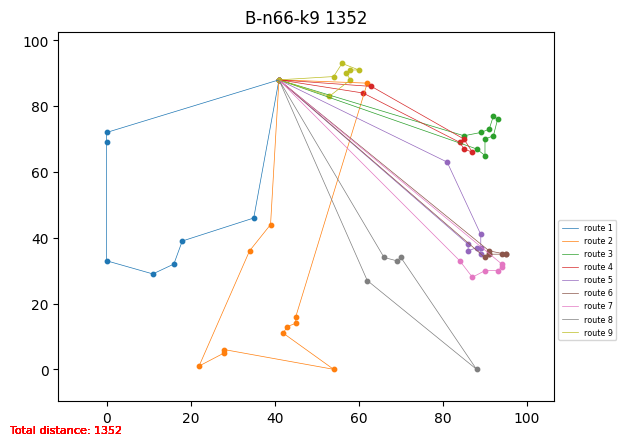 B-n66-k9 1352
100
80
60
40
20
0
0 20 40 60 80 100
route 1
route 2
route 3
route 4
route 5
route 6
route 7
route 8
route 9
Total distance: 1352